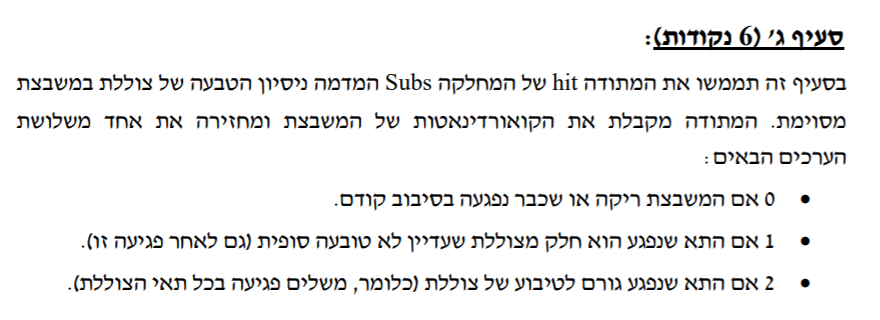 סעיף ג' (6 נקודות):
בסעיף זה תממשו את המתודה hit של המחלקה Subs המדמה ניסיון הטבעה של צוללת במשבצת
מסוימת. המתודה מקבלת את הקואורדינאטות של המשבצת ומחזירה את אחד משלושת
הערכים הבאים:
• 0 אם המשבצת ריקה או שכבר נפגעה בסיבוב קודם.
• 1 אם התא שנפגע הוא חלק מצוללת שעדיין לא טובעה סופית (גם לאחר פגיעה זו).
• 2 אם התא שנפגע גורם לטיבוע של צוללת (כלומר, משלים פגיעה בכל תאי הצוללת).